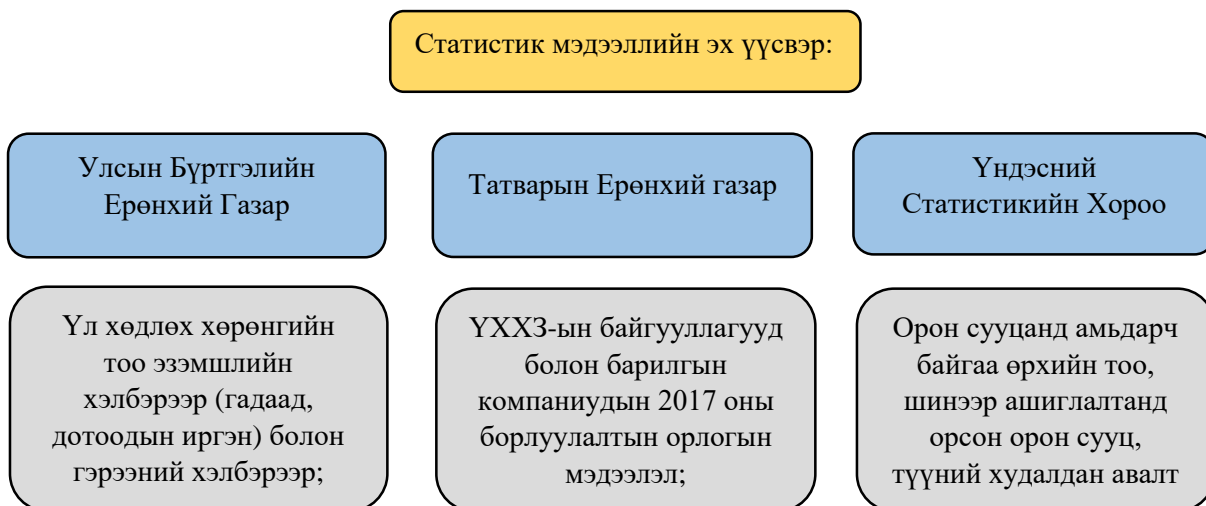 Статистик мэдээллийн эх үүсвэр:
Улсын Бүртгэлийн
Ерөнхий Газар
Татварын Ерөнхий газар
Үндэсний
Статистикийн Хороо
Үл хөдлөх хөрөнгийн
тоо эзэмшлийн
хэлбэрээр (гадаад,
дотоодын иргэн) болон
гэрээний хэлбэрээр;
ҮХХЗ-ын байгууллагууд
болон барилгын
компаниудын 2017 оны
борлуулалтын орлогын
мэдээлэл;
Орон сууцанд амьдарч
байгаа өрхийн тоо,
шинээр ашиглалтанд
орсон орон сууц,
түүний худалдан авалт